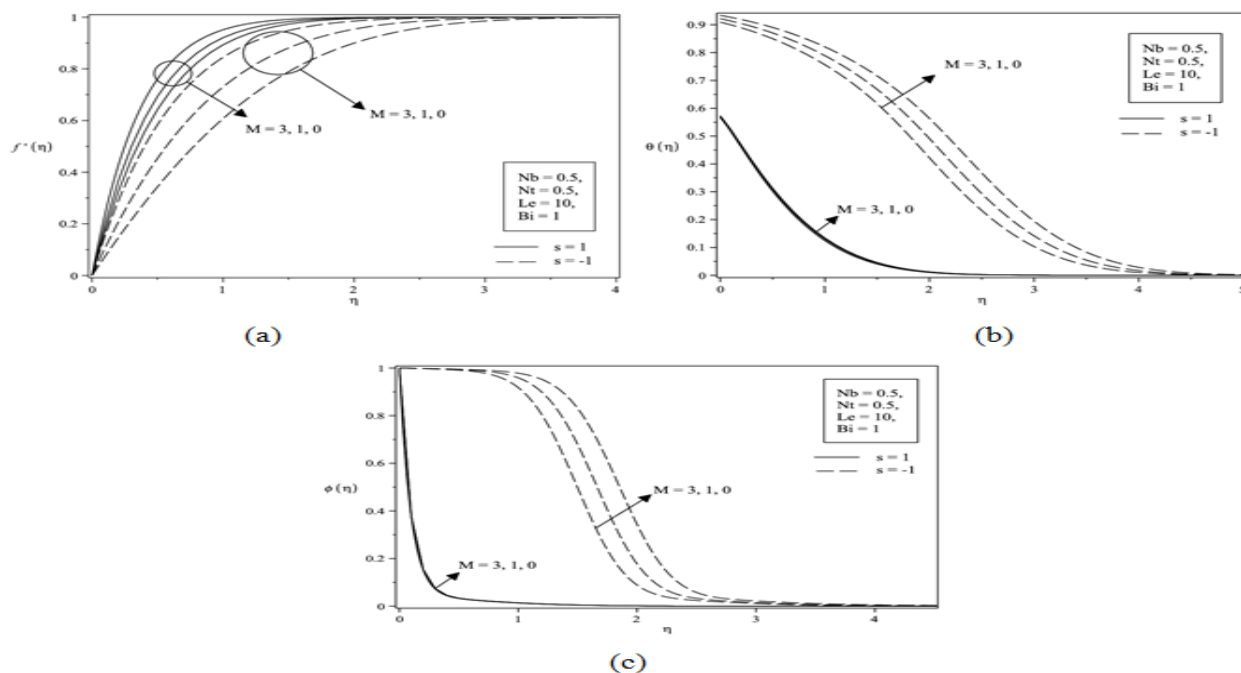 1
0.8
0.6
f '(η)
0.4
0.2
0
0
1
2
3
4
η
M = 3, 1, 0
M = 3, 1, 0
Nb = 0.5,
Nt = 0.5,
Le = 10,
Bi = 1
s = 1
s = -1
(a)
0.9
0.8
0.7
0.6
0.5
θ (η)
0.4
0.3
0.2
0.1
0
0
1
2
3
4
5
η
M = 3, 1, 0
M = 3, 1, 0
Nb = 0.5,
Nt = 0.5,
Le = 10,
Bi = 1
s = 1
s = -1
(b)
1
0.8
0.6
ϕ (η)
0.4
0.2
0
0
1
2
3
4
η
M = 3, 1, 0
M = 3, 1, 0
Nb = 0.5,
Nt = 0.5,
Le = 10,
Bi = 1
s = 1
s = -1
(c)